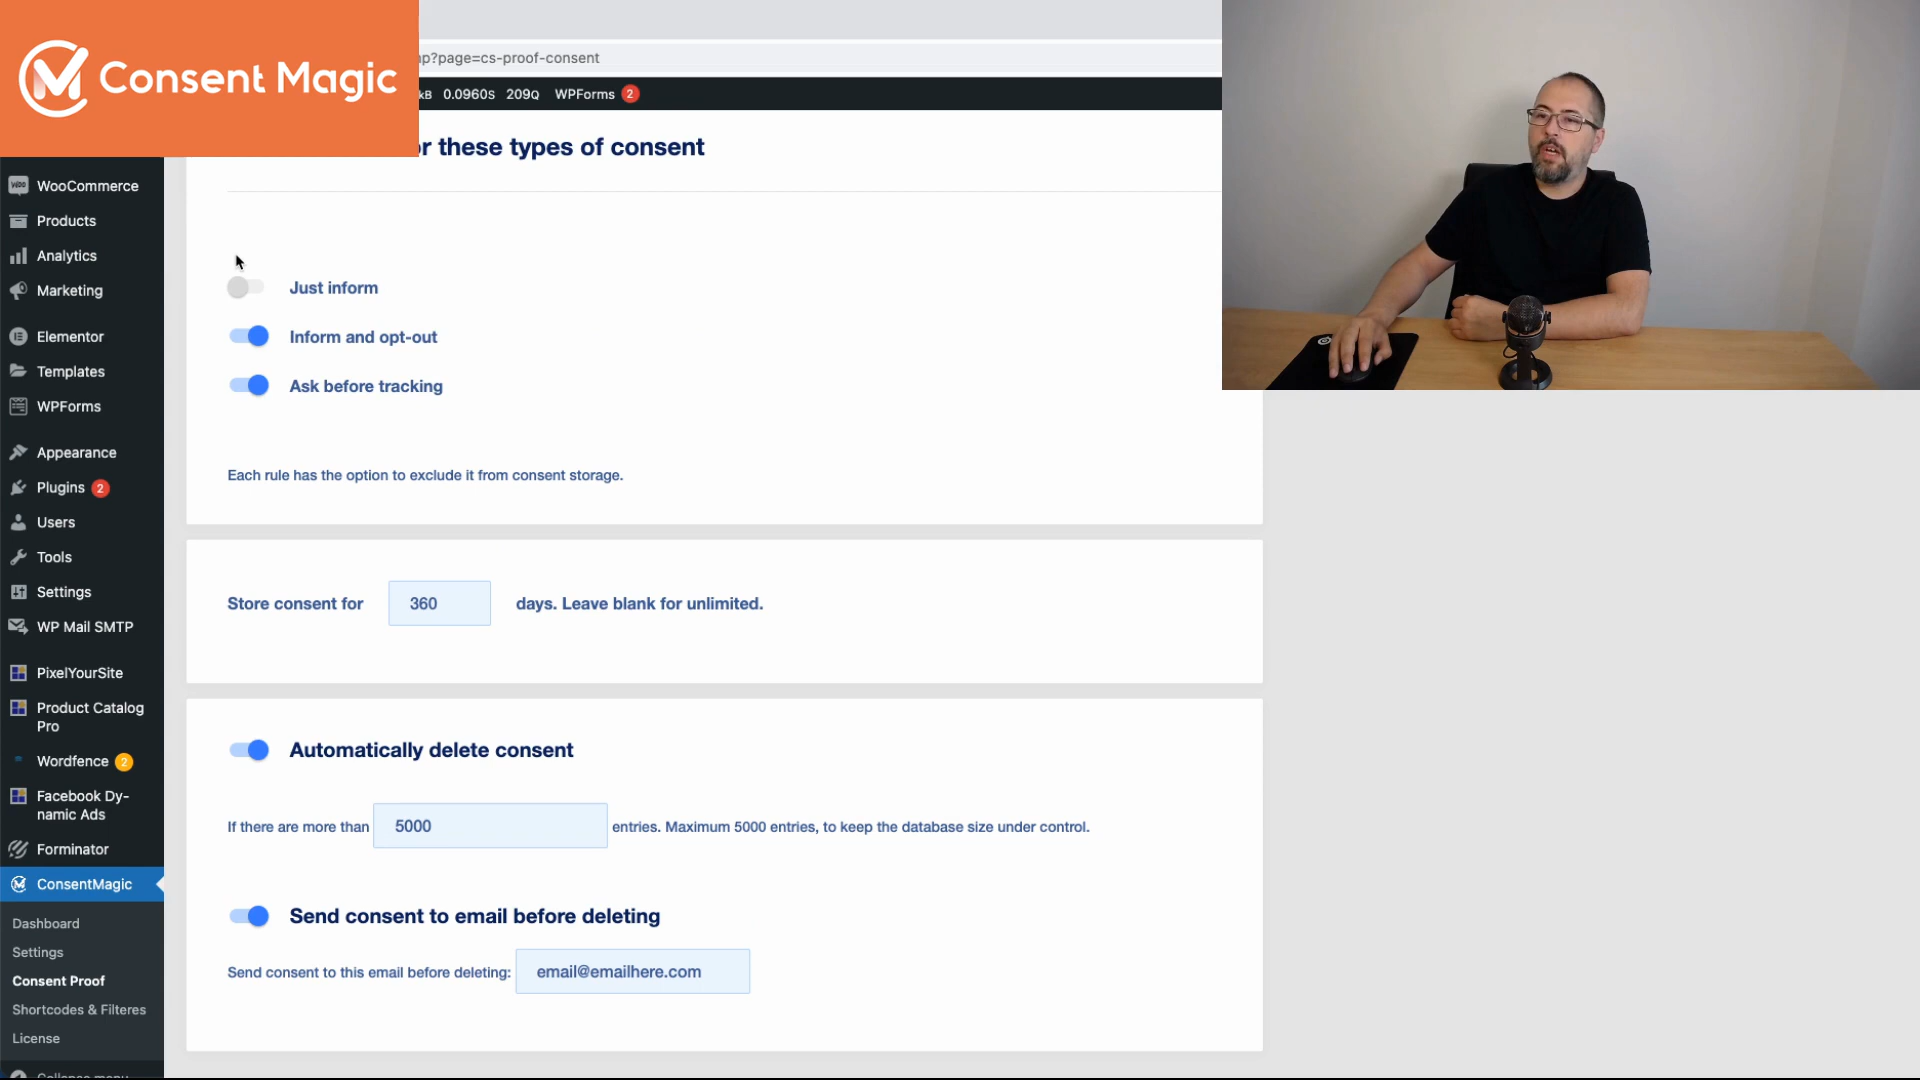 Consent Magic
p?page=cs-proof-consent
kB 0.0960S 209Q WPForms 2
r these types of consent
WooCommerce
Products
Analytics
Marketing
Elementor
Templates
WPForms
Appearance
Plugins 2
Users
Tools
Settings
WP Mail SMTP
PixelYourSite
Product Catalog
Pro
Wordfence 2
Facebook Dy-
namic Ads
Forminator
ConsentMagic
Dashboard
Settings
Consent Proof
Shortcodes & Filteres
License
Collapse menu
Just inform
Inform and opt-out
Ask before tracking
Each rule has the option to exclude it from consent storage.
Store consent for 360 days. Leave blank for unlimited.
Automatically delete consent
If there are more than 5000 entries. Maximum 5000 entries, to keep the database size under control.
Send consent to email before deleting
Send consent to this email before deleting: email@emailhere.com